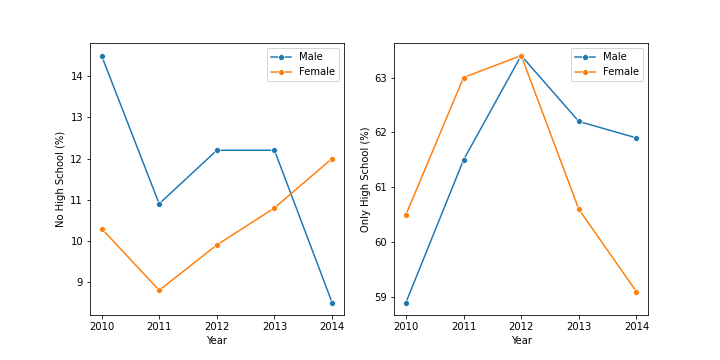 Male
Female
14
13
12
11
10
9
No High School (%)
2010 2011 2012 2013 2014
Year
Male
Female
63
62
61
60
59
Only High School (%)
2010 2011 2012 2013 2014
Year